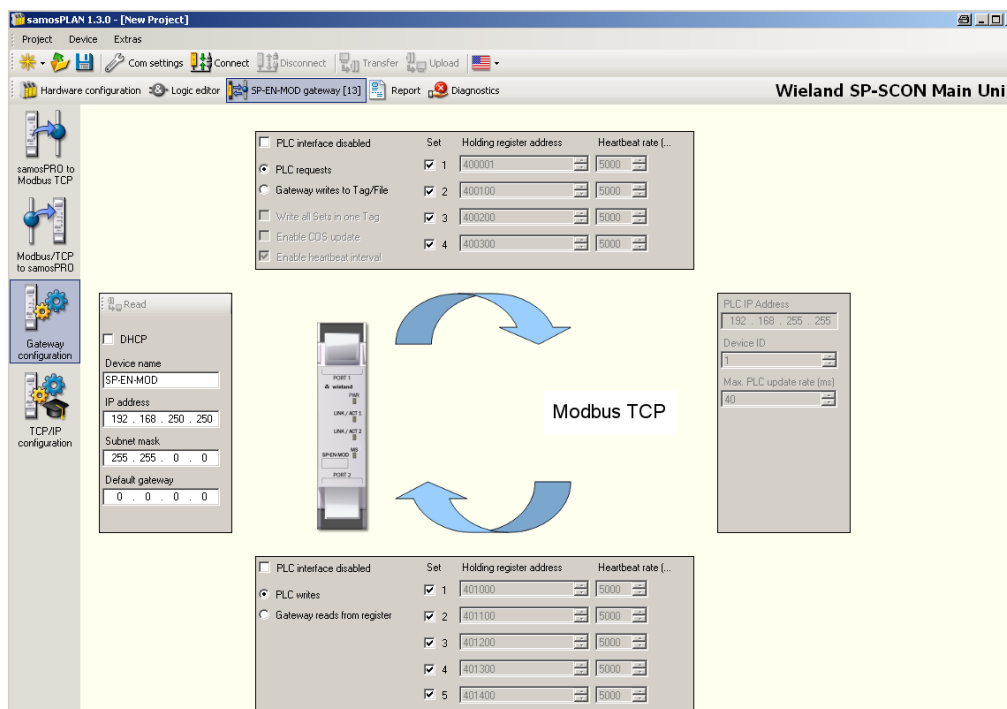 samosPLAN 1.3.0 - [New Project]
Project Device Extras
Com settings Connect Disconnect Transfer Upload
Hardware configuration Logic editor SP-EN-MOD gateway [13] Report Diagnostics Wieland SP-SCON Main Uni
samosPRO to
Modbus TCP
Modbus/TCP
to samosPRO
Gateway
configuration
TCP/IP
configuration
PLC interface disabled Set Holding register address Heartbeat rate (...
PLC requests 1 400001 5000
Gateway writes to Tag/File 2 400100 5000
Write all Sets in one Tag 3 400200 5000
Enable COS update
4 400300 5000
Enable heartbeat interval
Read
DHCP
Device name
SP-EN-MOD
IP address
192 . 168 . 250 . 250
Subnet mask
255 . 255 . 0 . 0
Default gateway
0 . 0 . 0 . 0
PORT 1
wieland
PWR
LINK / ACT 1
LINK / ACT 2
MS
SP-EN-MOD
PORT 2
Modbus TCP
PLC IP Address
192 . 168 . 255 . 255
Device ID
1
Max. PLC update rate (ms)
40
PLC interface disabled Set Holding register address Heartbeat rate (...
PLC writes 1 401000 5000
Gateway reads from register 2 401100 5000
3 401200 5000
4 401300 5000
5 401400 5000